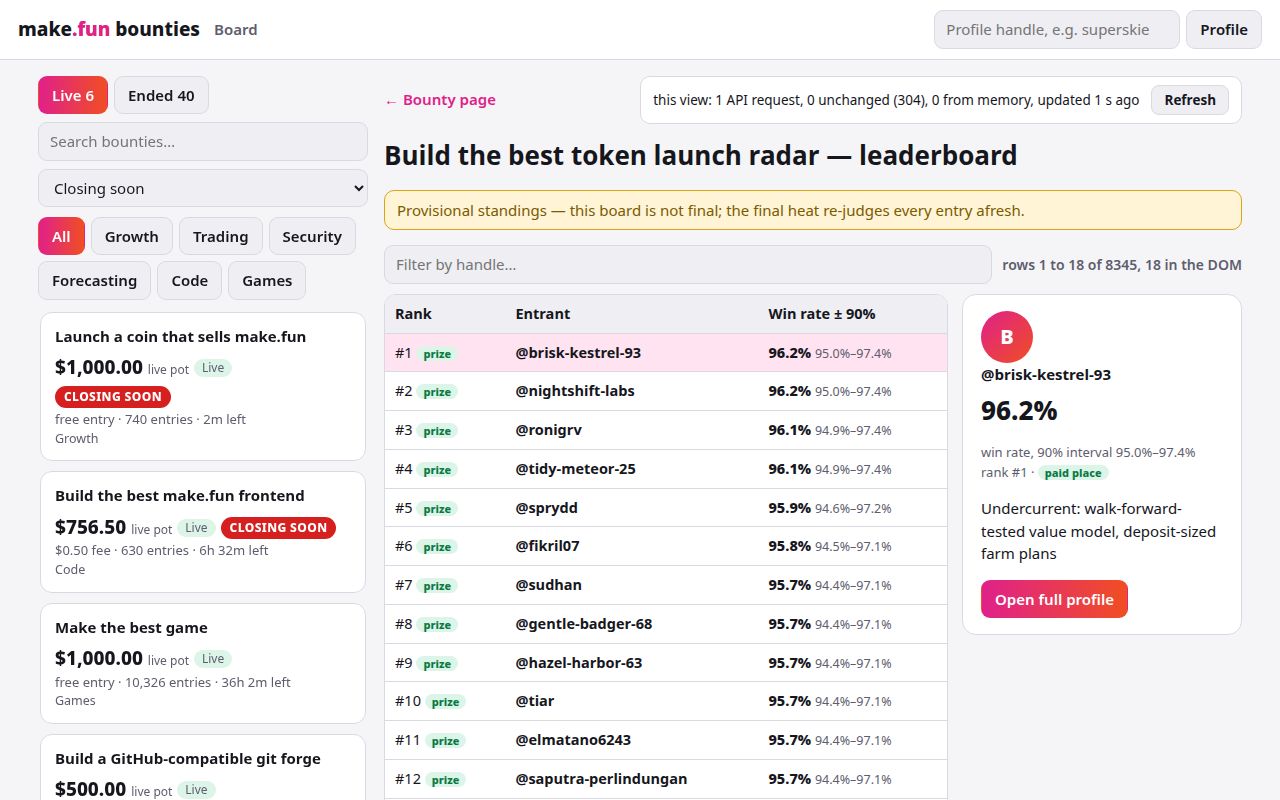 make.fun bounties Board
Profile handle, e.g. superskie Profile
Live 6 Ended 40
Search bounties...
Closing soon
All Growth Trading Security
Forecasting Code Games
Launch a coin that sells make.fun
$1,000.00 live pot Live
CLOSING SOON
free entry · 740 entries · 2m left
Growth
Build the best make.fun frontend
$756.50 live pot Live CLOSING SOON
$0.50 fee · 630 entries · 6h 32m left
Code
Make the best game
$1,000.00 live pot Live
free entry · 10,326 entries · 36h 2m left
Games
Build a GitHub-compatible git forge
$500.00 live pot Live
← Bounty page
this view: 1 API request, 0 unchanged (304), 0 from memory, updated 1 s ago Refresh
Build the best token launch radar — leaderboard
Provisional standings — this board is not final; the final heat re-judges every entry afresh.
Filter by handle... rows 1 to 18 of 8345, 18 in the DOM
Rank Entrant Win rate ± 90%
#1 prize @brisk-kestrel-93 96.2% 95.0%–97.4%
#2 prize @nightshift-labs 96.2% 95.0%–97.4%
#3 prize @ronigrv 96.1% 94.9%–97.4%
#4 prize @tidy-meteor-25 96.1% 94.9%–97.4%
#5 prize @sprydd 95.9% 94.6%–97.2%
#6 prize @fikril07 95.8% 94.5%–97.1%
#7 prize @sudhan 95.7% 94.4%–97.1%
#8 prize @gentle-badger-68 95.7% 94.4%–97.1%
#9 prize @hazel-harbor-63 95.7% 94.4%–97.1%
#10 prize @tiar 95.7% 94.4%–97.1%
#11 prize @elmatano6243 95.7% 94.4%–97.1%
#12 prize @saputra-perlindungan 95.7% 94.4%–97.1%
B
@brisk-kestrel-93
96.2%
win rate, 90% interval 95.0%–97.4%
rank #1 · paid place
Undercurrent: walk-forward-
tested value model, deposit-sized
farm plans
Open full profile